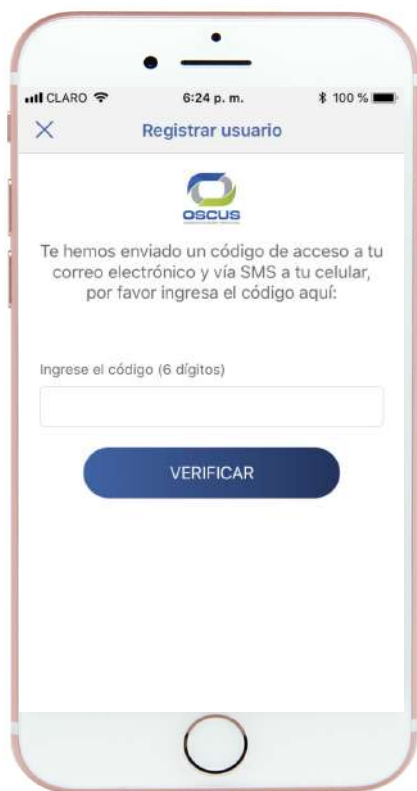 CLARO 6:24 p. m. 100 %
Registrar usuario
OSCUS
Te hemos enviado un código de acceso a tu
correo electrónico y vía SMS a tu celular,
por favor ingresa el código aquí:
Ingrese el código (6 dígitos)
VERIFICAR